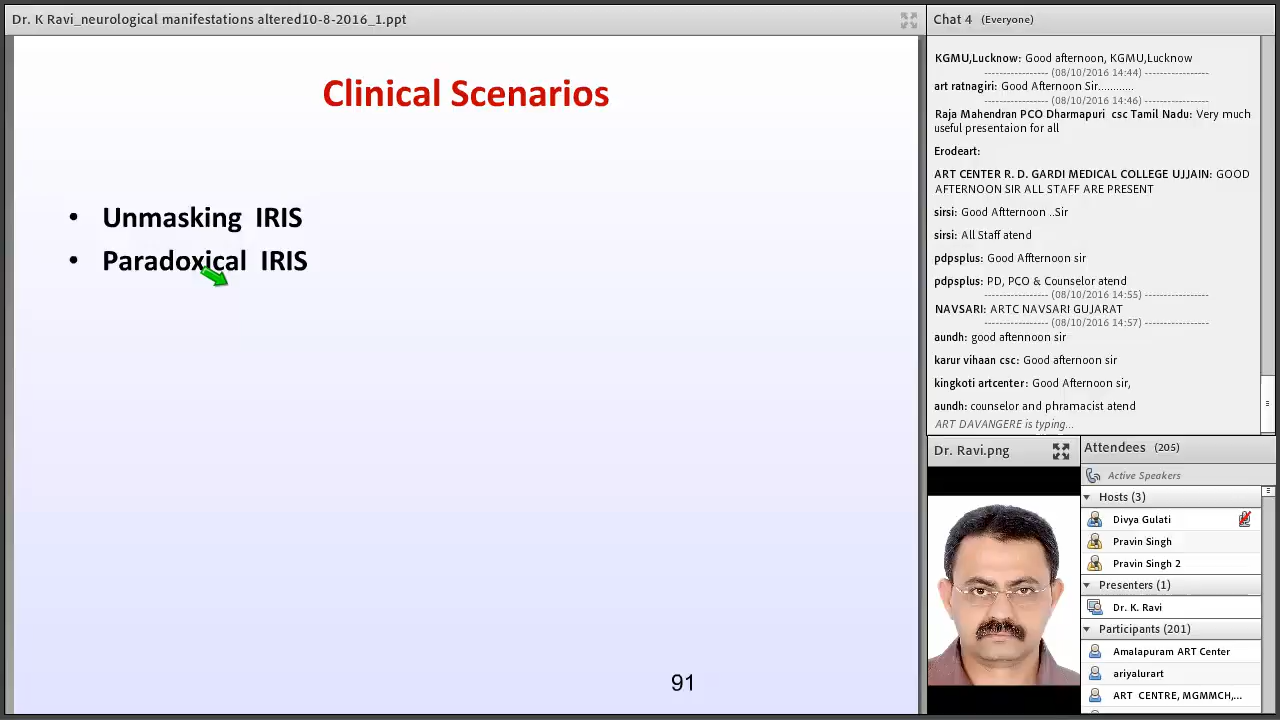 Dr. K Ravi_neurological manifestations altered10-8-2016_1.ppt
Clinical Scenarios
• Unmasking IRIS
• Paradoxical IRIS
91
Chat 4 (Everyone)
KGMU,Lucknow: Good afternoon, KGMU,Lucknow
----------------- (08/10/2016 14:44) -----------------
art ratnagiri: Good Afternoon Sir...........
----------------- (08/10/2016 14:46) -----------------
Raja Mahendran PCO Dharmapuri csc Tamil Nadu: Very much
useful presentaion for all
Erodeart:
ART CENTER R. D. GARDI MEDICAL COLLEGE UJJAIN: GOOD
AFTERNOON SIR ALL STAFF ARE PRESENT
sirsi: Good Aifternoon ..Sir
sirsi: All Staff atend
pdpsplus: Good Affternoon sir
pdpsplus: PD, PCO & Counselor atend
----------------- (08/10/2016 14:55) -----------------
NAVSARI: ARTC NAVSARI GUJARAT
----------------- (08/10/2016 14:57) -----------------
aundh: good aftennoon sir
karur vihaan csc: Good afternoon sir
kingkoti artcenter: Good Afternoon sir,
aundh: counselor and phramacist atend
ART DAVANGERE is typing...
Dr. Ravi.png
Attendees (205)
Active Speakers
Hosts (3)
Divya Gulati
Pravin Singh
Pravin Singh 2
Presenters (1)
Dr. K. Ravi
Participants (201)
Amalapuram ART Center
ariyalurart
ART CENTRE, MGMMCH,...